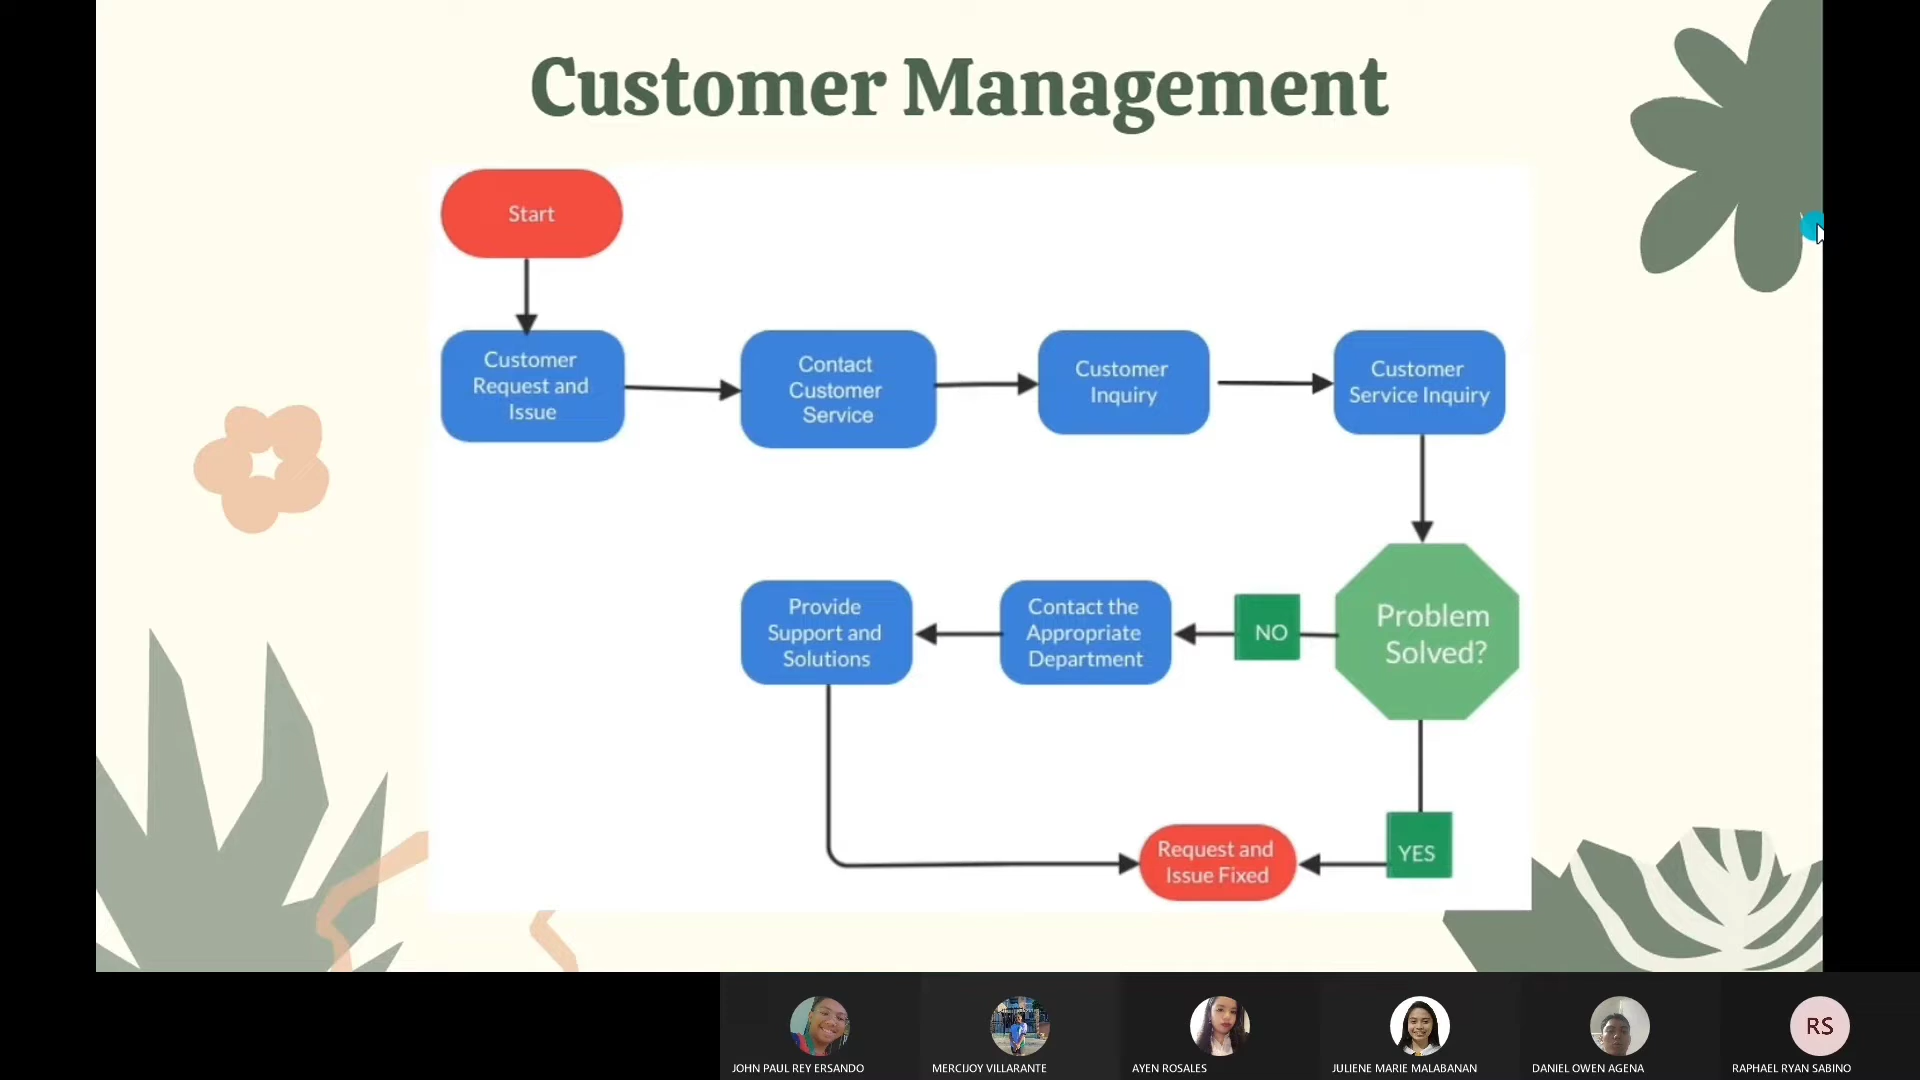 Customer Management
Start
Customer
Request and
Issue
Contact
Customer
Service
Customer
Inquiry
Customer
Service Inquiry
Provide
Support and
Solutions
Contact the
Appropriate
Department
NO
Problem
Solved?
Request and
Issue Fixed
YES
RS
JOHN PAUL REY ERSANDO
MERCIJOY VILLARANTE
AYEN ROSALES
JULIENE MARIE MALABANAN
DANIEL OWEN AGENA
RAPHAEL RYAN SABINO